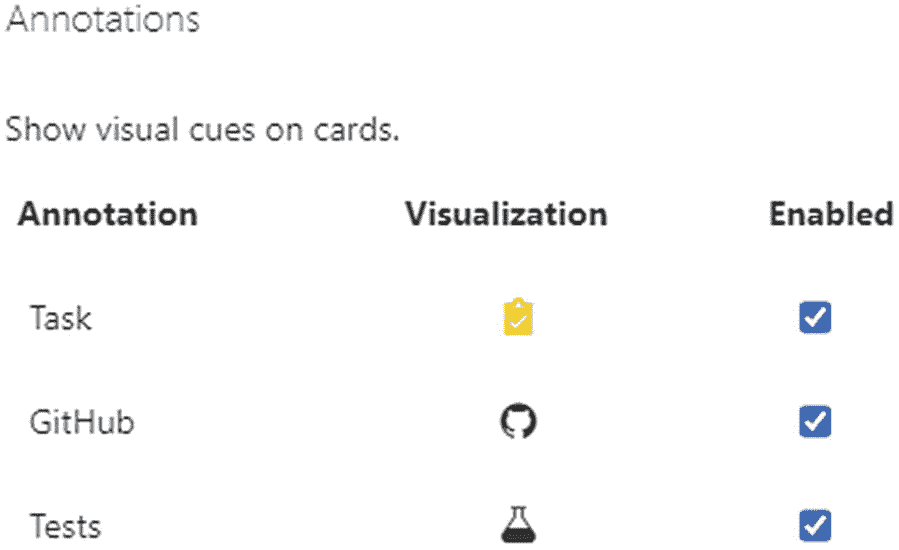 Annotations
Show visual cues on cards.
Annotation Visualization Enabled
Task
GitHub
Tests